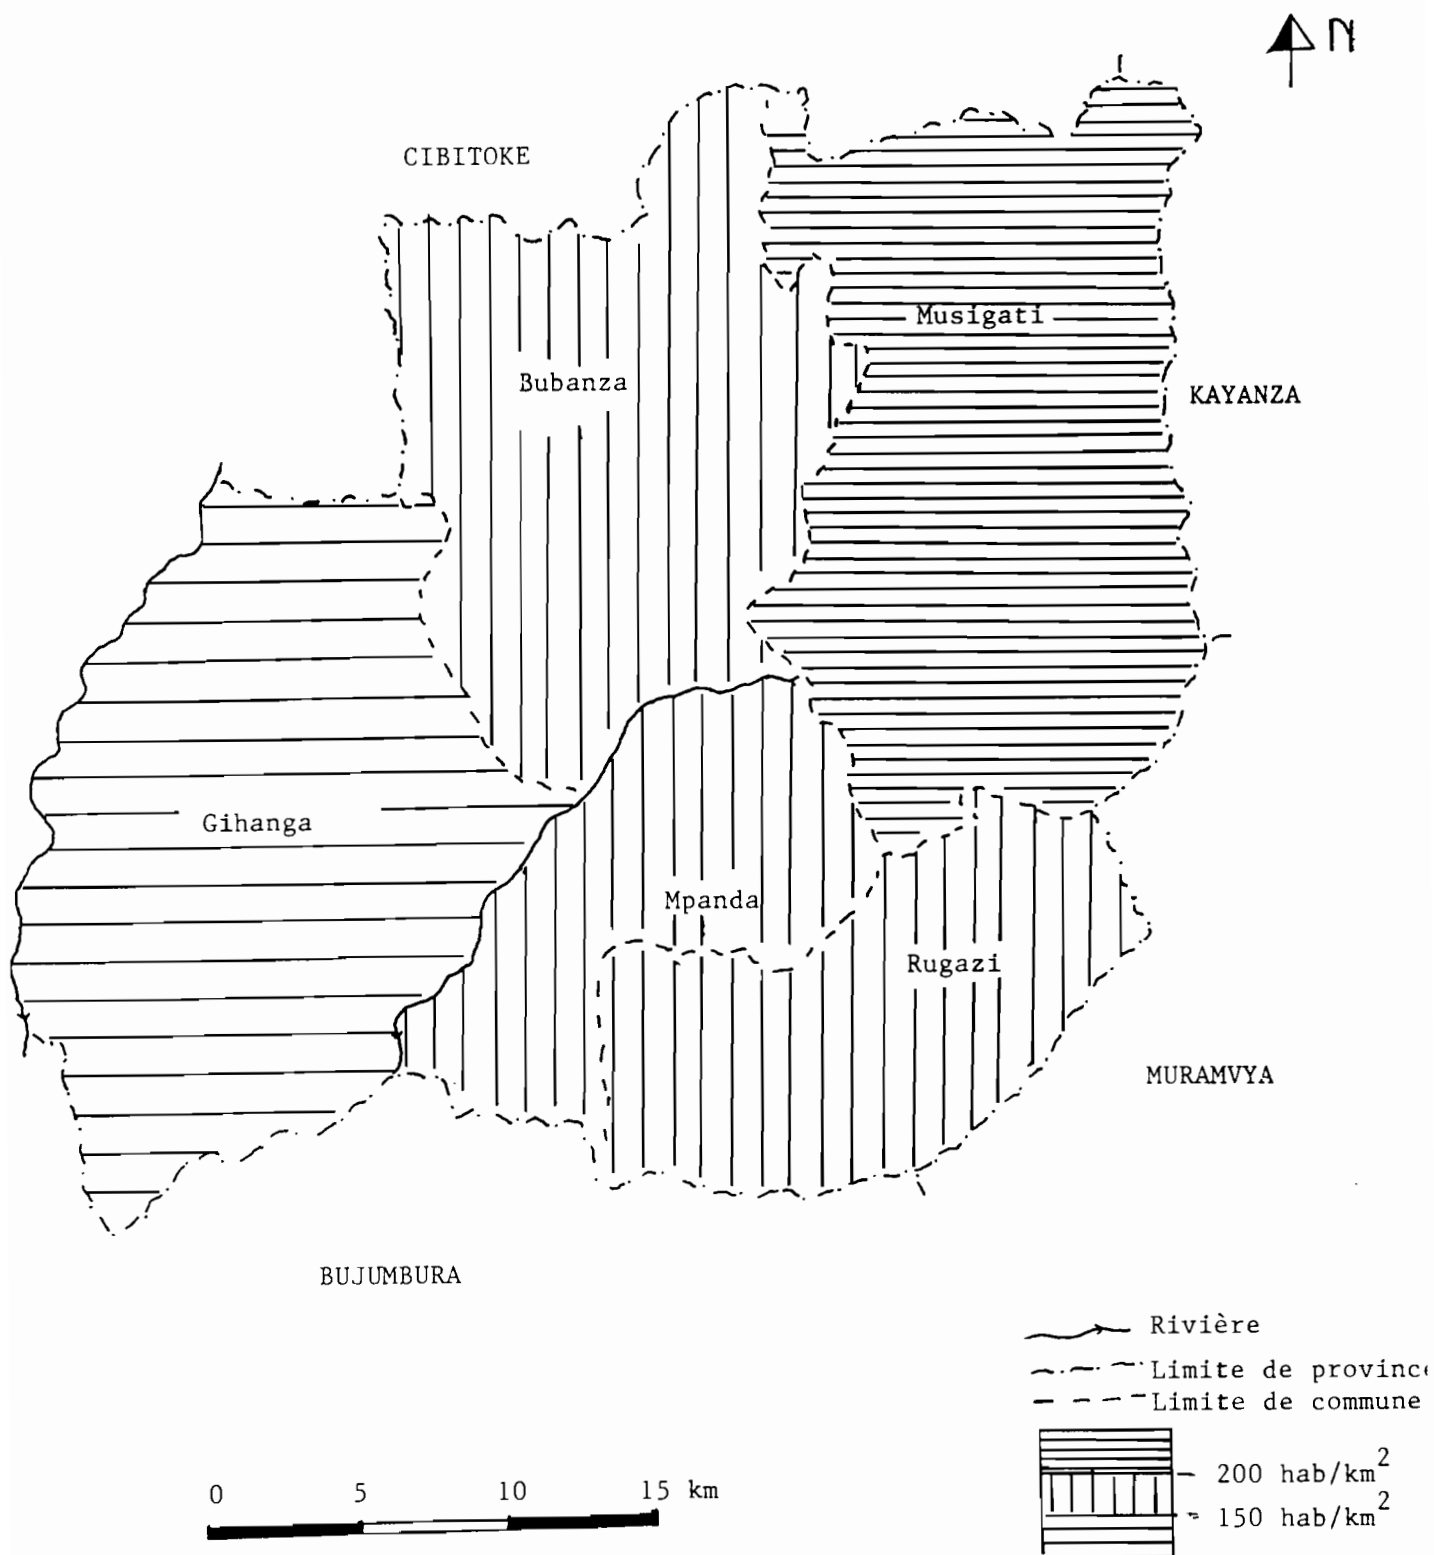 N
CIBITOKE
Musigati
Bubanza
KAYANZA
Gihanga
Mpanda
Rugazi
MURAMVYA
BUJUMBURA
Rivière
Limite de province
Limite de commune
200 hab/km²
150 hab/km²
0 5 10 15 km